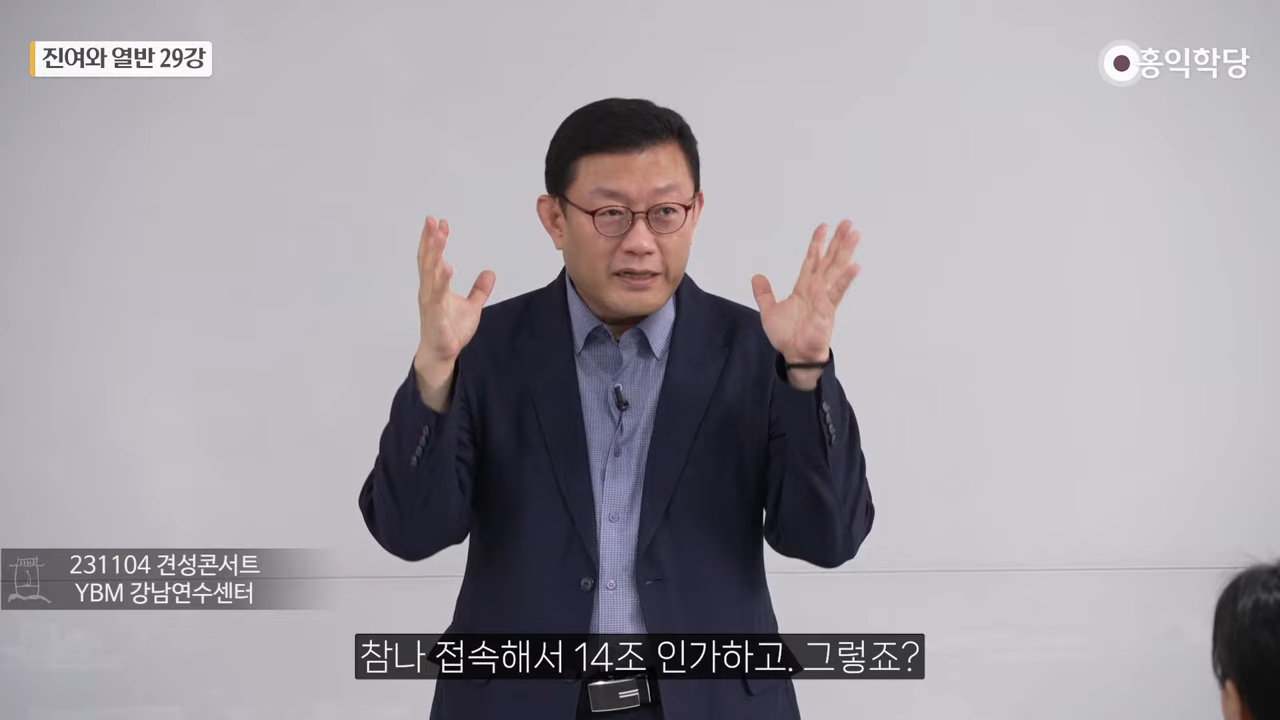 진여와 열반 29강
홍익학당
231104 견성콘서트
YBM 강남연수센터
참나 접속해서 14조 인가하고. 그렇죠?